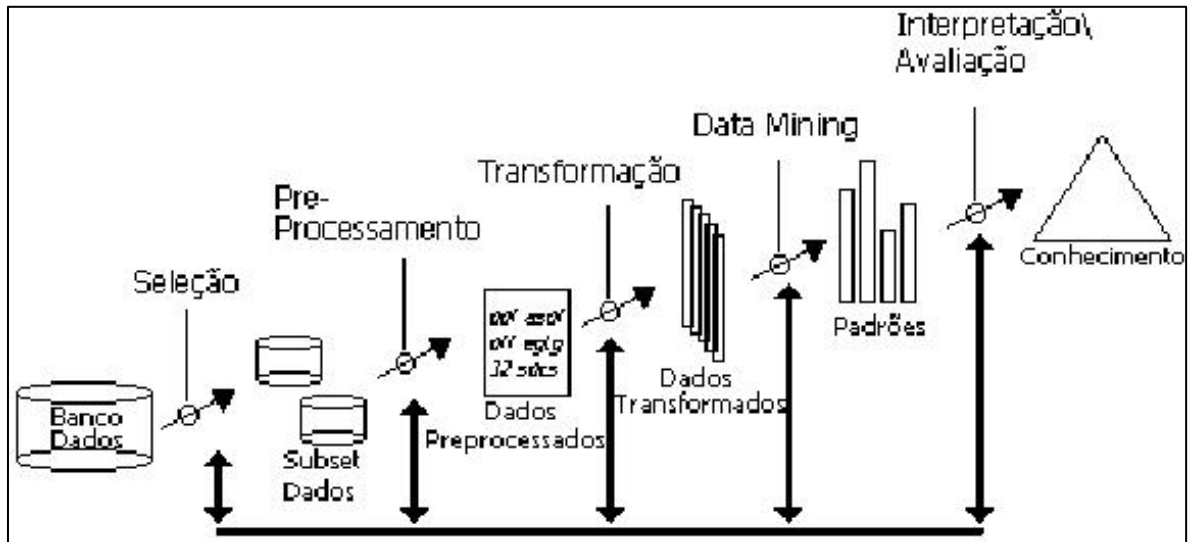 Interpretação\
Avaliação
Data Mining
Transformação
Pre-
Processamento
Seleção
Banco
Dados
Subset
Dados
Dados
Preprocessados
Dados
Transformados
Padrões
Conhecimento